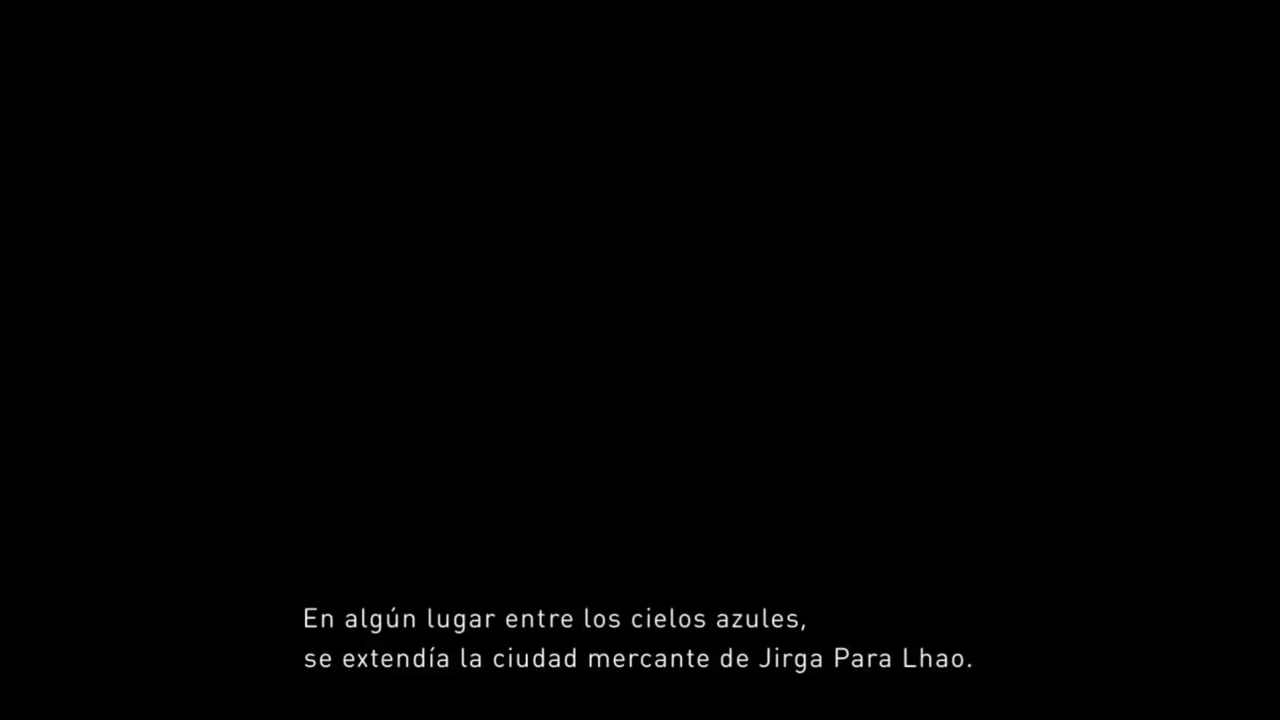 En algún lugar entre los cielos azules,
se extendía la ciudad mercante de Jirga Para Lhao.